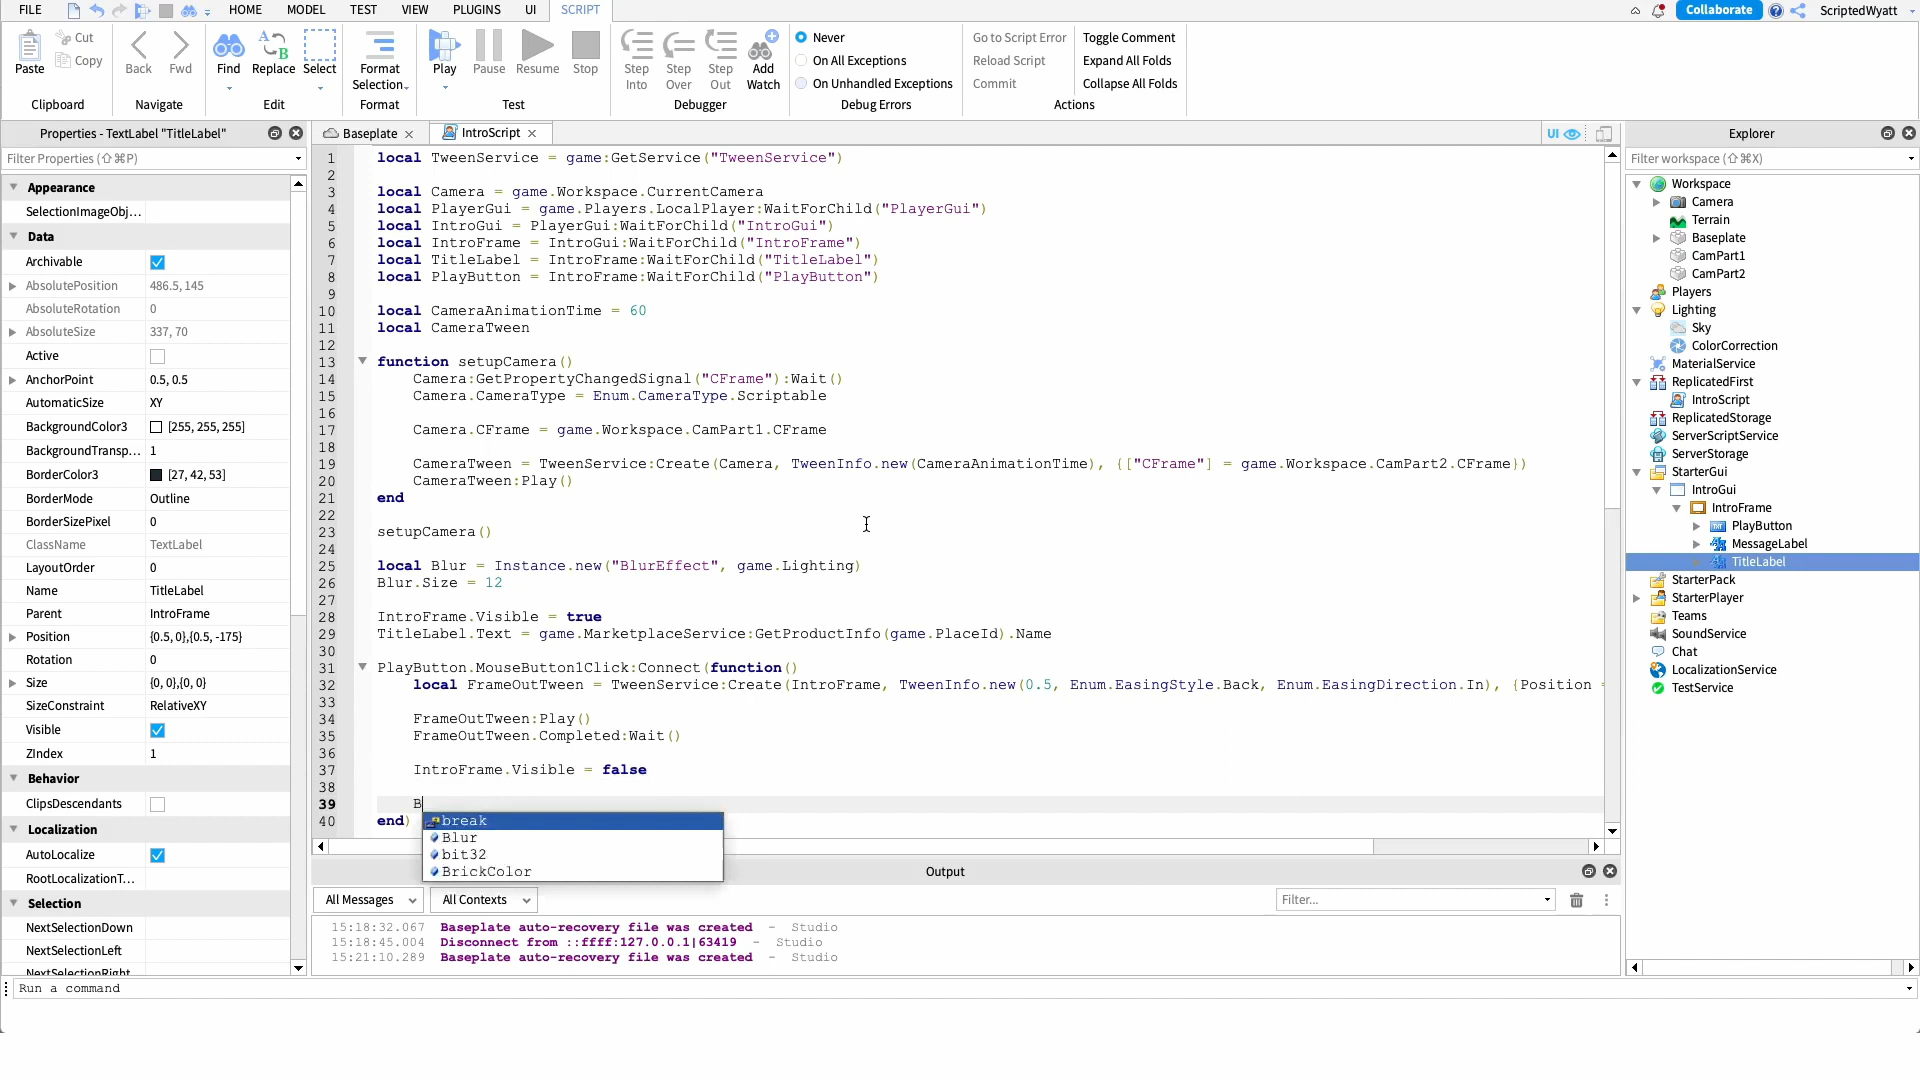 FILE HOME MODEL TEST VIEW PLUGINS UI SCRIPT Collaborate ScriptedWyatt
Paste Cut Copy
Back Fwd
Find Replace Select
Format Selection
Play Pause Resume Stop
Step Into Step Over Step Out Add Watch
Never
On All Exceptions
On Unhandled Exceptions
Go to Script Error
Reload Script
Commit
Toggle Comment
Expand All Folds
Collapse All Folds
Clipboard Navigate Edit Format Test Debugger Debug Errors Actions
Properties - TextLabel "TitleLabel"
Filter Properties (⇧⌘P)
Appearance
SelectionImageObj...
Data
Archivable
AbsolutePosition 486.5, 145
AbsoluteRotation 0
AbsoluteSize 337, 70
Active
AnchorPoint 0.5, 0.5
AutomaticSize XY
BackgroundColor3 [255, 255, 255]
BackgroundTransp... 1
BorderColor3 [27, 42, 53]
BorderMode Outline
BorderSizePixel 0
ClassName TextLabel
LayoutOrder 0
Name TitleLabel
Parent IntroFrame
Position {0.5, 0},{0.5, -175}
Rotation 0
Size {0, 0},{0, 0}
SizeConstraint RelativeXY
Visible
ZIndex 1
Behavior
ClipsDescendants
Localization
AutoLocalize
RootLocalizationT...
Selection
NextSelectionDown
NextSelectionLeft
NextSelectionRight
Baseplate IntroScript UI
1 local TweenService = game:GetService("TweenService")
2
3 local Camera = game.Workspace.CurrentCamera
4 local PlayerGui = game.Players.LocalPlayer:WaitForChild("PlayerGui")
5 local IntroGui = PlayerGui:WaitForChild("IntroGui")
6 local IntroFrame = IntroGui:WaitForChild("IntroFrame")
7 local TitleLabel = IntroFrame:WaitForChild("TitleLabel")
8 local PlayButton = IntroFrame:WaitForChild("PlayButton")
9
10 local CameraAnimationTime = 60
11 local CameraTween
12
13 function setupCamera()
14 Camera:GetPropertyChangedSignal("CFrame"):Wait()
15 Camera.CameraType = Enum.CameraType.Scriptable
16
17 Camera.CFrame = game.Workspace.CamPart1.CFrame
18
19 CameraTween = TweenService:Create(Camera, TweenInfo.new(CameraAnimationTime), {["CFrame"] = game.Workspace.CamPart2.CFrame})
20 CameraTween:Play()
21 end
22
23 setupCamera()
24
25 local Blur = Instance.new("BlurEffect", game.Lighting)
26 Blur.Size = 12
27
28 IntroFrame.Visible = true
29 TitleLabel.Text = game.MarketplaceService:GetProductInfo(game.PlaceId).Name
30
31 PlayButton.MouseButton1Click:Connect(function()
32 local FrameOutTween = TweenService:Create(IntroFrame, TweenInfo.new(0.5, Enum.EasingStyle.Back, Enum.EasingDirection.In), {Position =
33
34 FrameOutTween:Play()
35 FrameOutTween.Completed:Wait()
36
37 IntroFrame.Visible = false
38
39 B
40 end)
break
Blur
bit32
BrickColor
Output
All Messages All Contexts Filter...
15:18:32.067 Baseplate auto-recovery file was created - Studio
15:18:45.004 Disconnect from ::ffff:127.0.0.1|63419 - Studio
15:21:10.289 Baseplate auto-recovery file was created - Studio
Run a command
Explorer
Filter workspace (⇧⌘X)
Workspace
Camera
Terrain
Baseplate
CamPart1
CamPart2
Players
Lighting
Sky
ColorCorrection
MaterialService
ReplicatedFirst
IntroScript
ReplicatedStorage
ServerScriptService
ServerStorage
StarterGui
IntroGui
IntroFrame
PlayButton
MessageLabel
TitleLabel
StarterPack
StarterPlayer
Teams
SoundService
Chat
LocalizationService
TestService